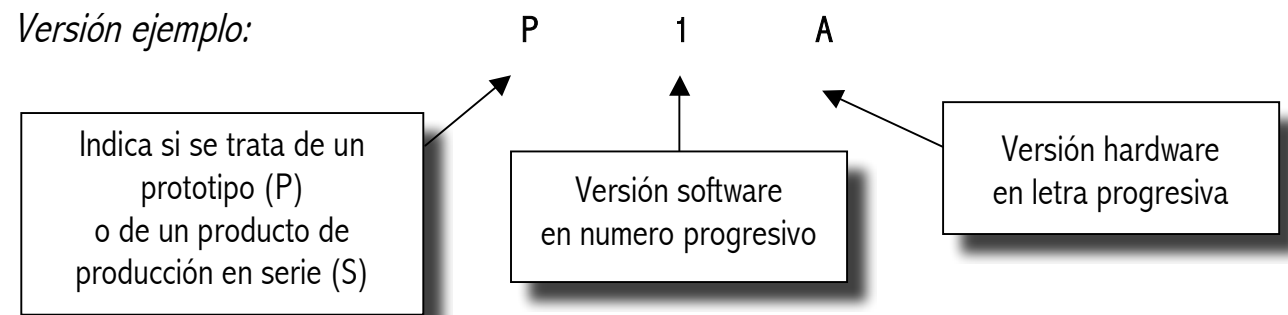 Versión ejemplo: P 1 A
Indica si se trata de un
prototipo (P)
o de un producto de
producción en serie (S)
Versión software
en numero progresivo
Versión hardware
en letra progresiva